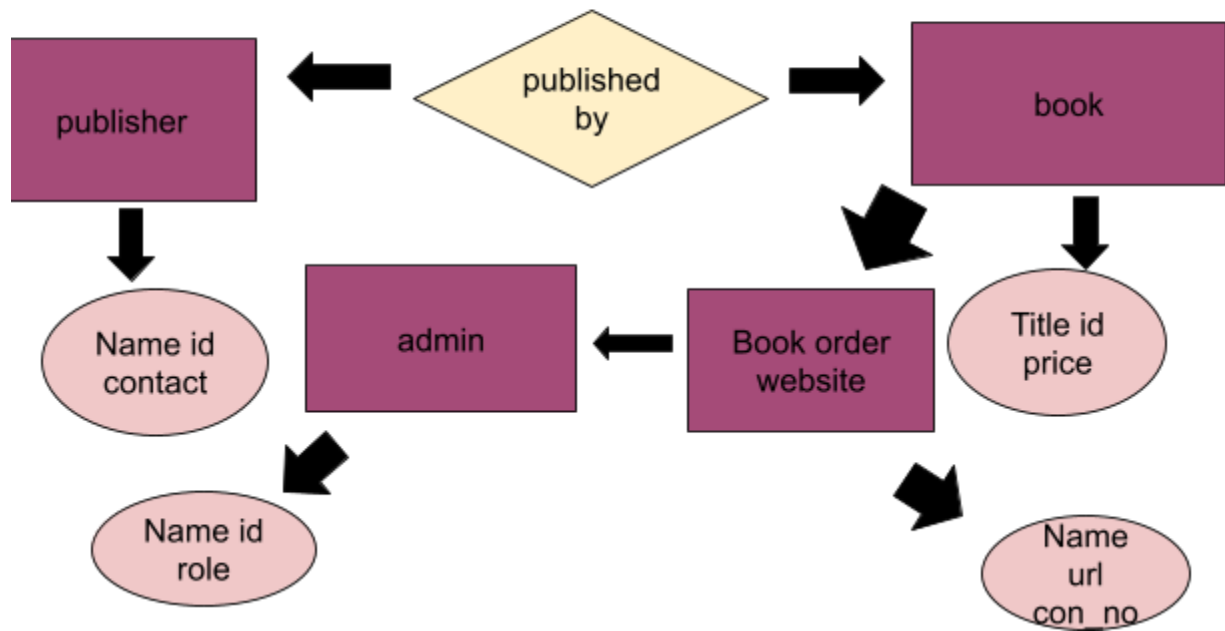 published
by
publisher
book
Name id
contact
admin
Book order
website
Title id
price
Name id
role
Name
url
con_no